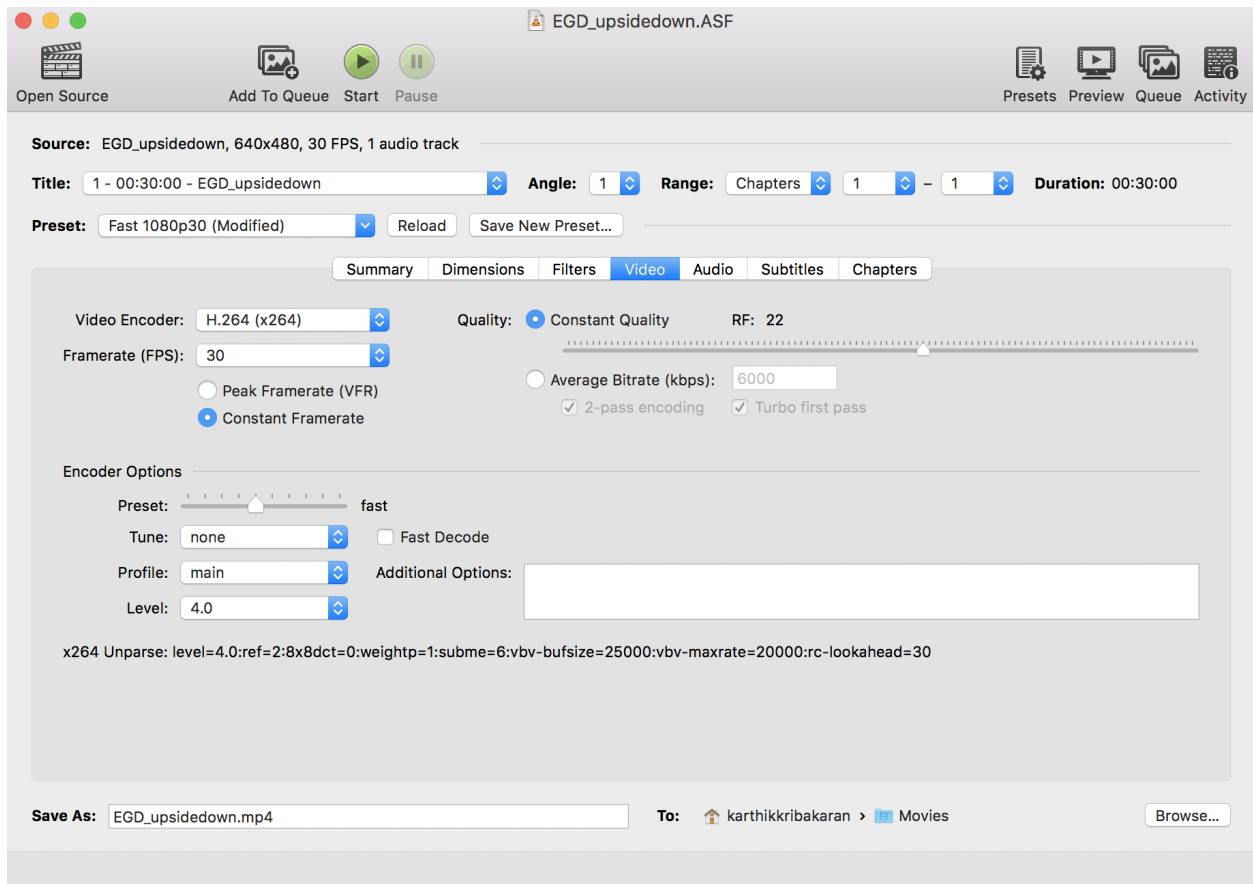 EGD_upsidedown.ASF
Open Source Add To Queue Start Pause Presets Preview Queue Activity
Source: EGD_upsidedown, 640x480, 30 FPS, 1 audio track
Title: 1 - 00:30:00 - EGD_upsidedown Angle: 1 Range: Chapters 1 – 1 Duration: 00:30:00
Preset: Fast 1080p30 (Modified) Reload Save New Preset...
Summary Dimensions Filters Video Audio Subtitles Chapters
Video Encoder: H.264 (x264) Quality: Constant Quality RF: 22
Framerate (FPS): 30
Peak Framerate (VFR) Average Bitrate (kbps): 6000
Constant Framerate 2-pass encoding Turbo first pass
Encoder Options
Preset: fast
Tune: none Fast Decode
Profile: main Additional Options:
Level: 4.0
x264 Unparse: level=4.0:ref=2:8x8dct=0:weightp=1:subme=6:vbv-bufsize=25000:vbv-maxrate=20000:rc-lookahead=30
Save As: EGD_upsidedown.mp4 To: karthikkribakaran › Movies Browse...